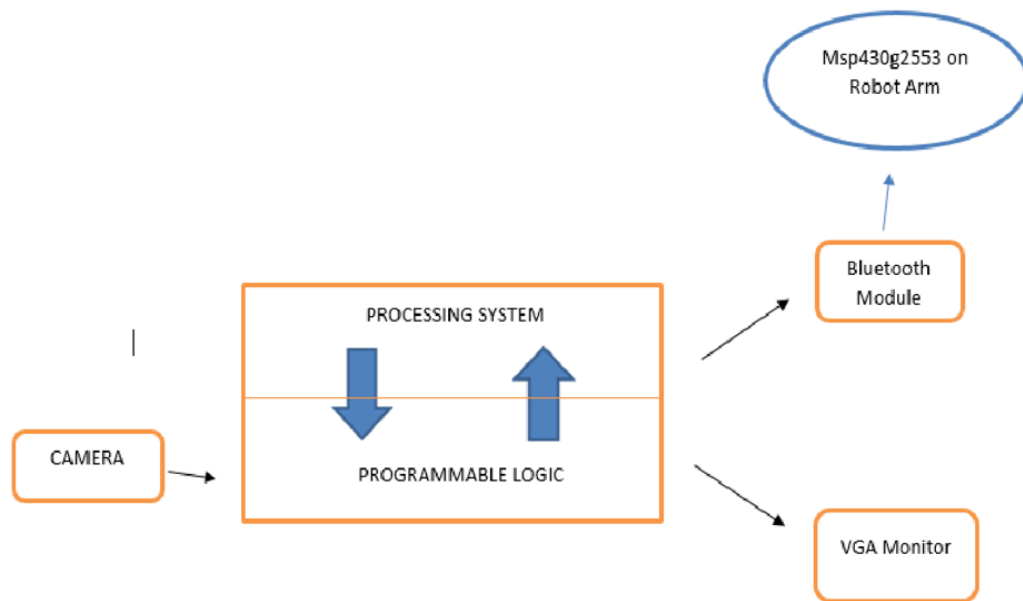 Msp430g2553 on
Robot Arm
Bluetooth
Module
PROCESSING SYSTEM
CAMERA
PROGRAMMABLE LOGIC
VGA Monitor